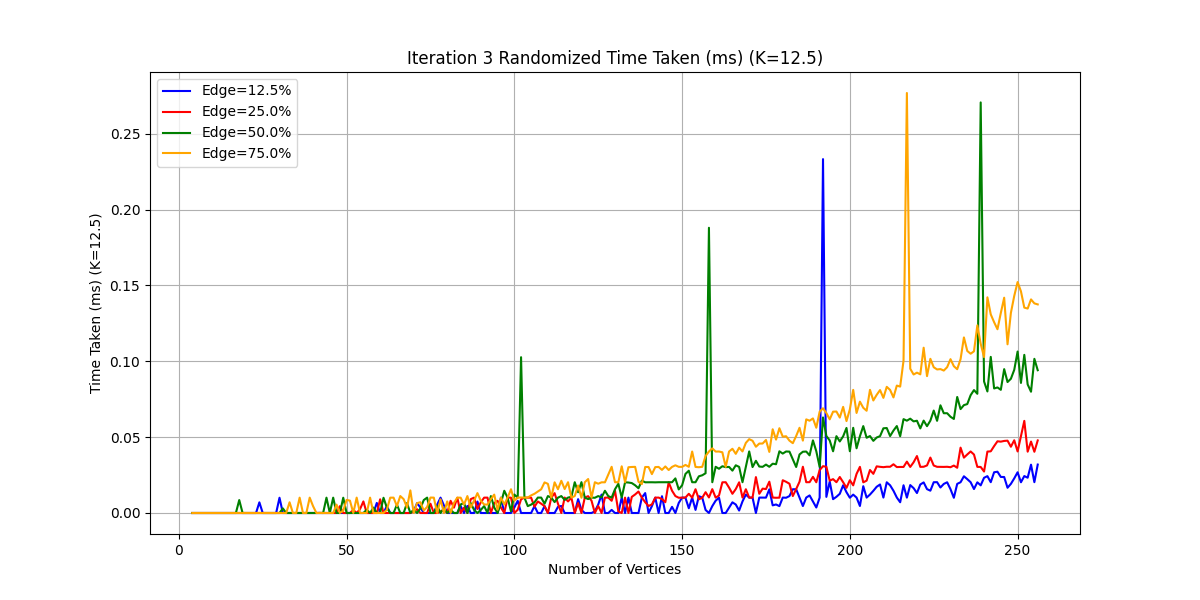 Iteration 3 Randomized Time Taken (ms) (K=12.5)
Edge=12.5%
Edge=25.0%
Edge=50.0%
Edge=75.0%
Time Taken (ms) (K=12.5)
0.25
0.20
0.15
0.10
0.05
0.00
0 50 100 150 200 250
Number of Vertices